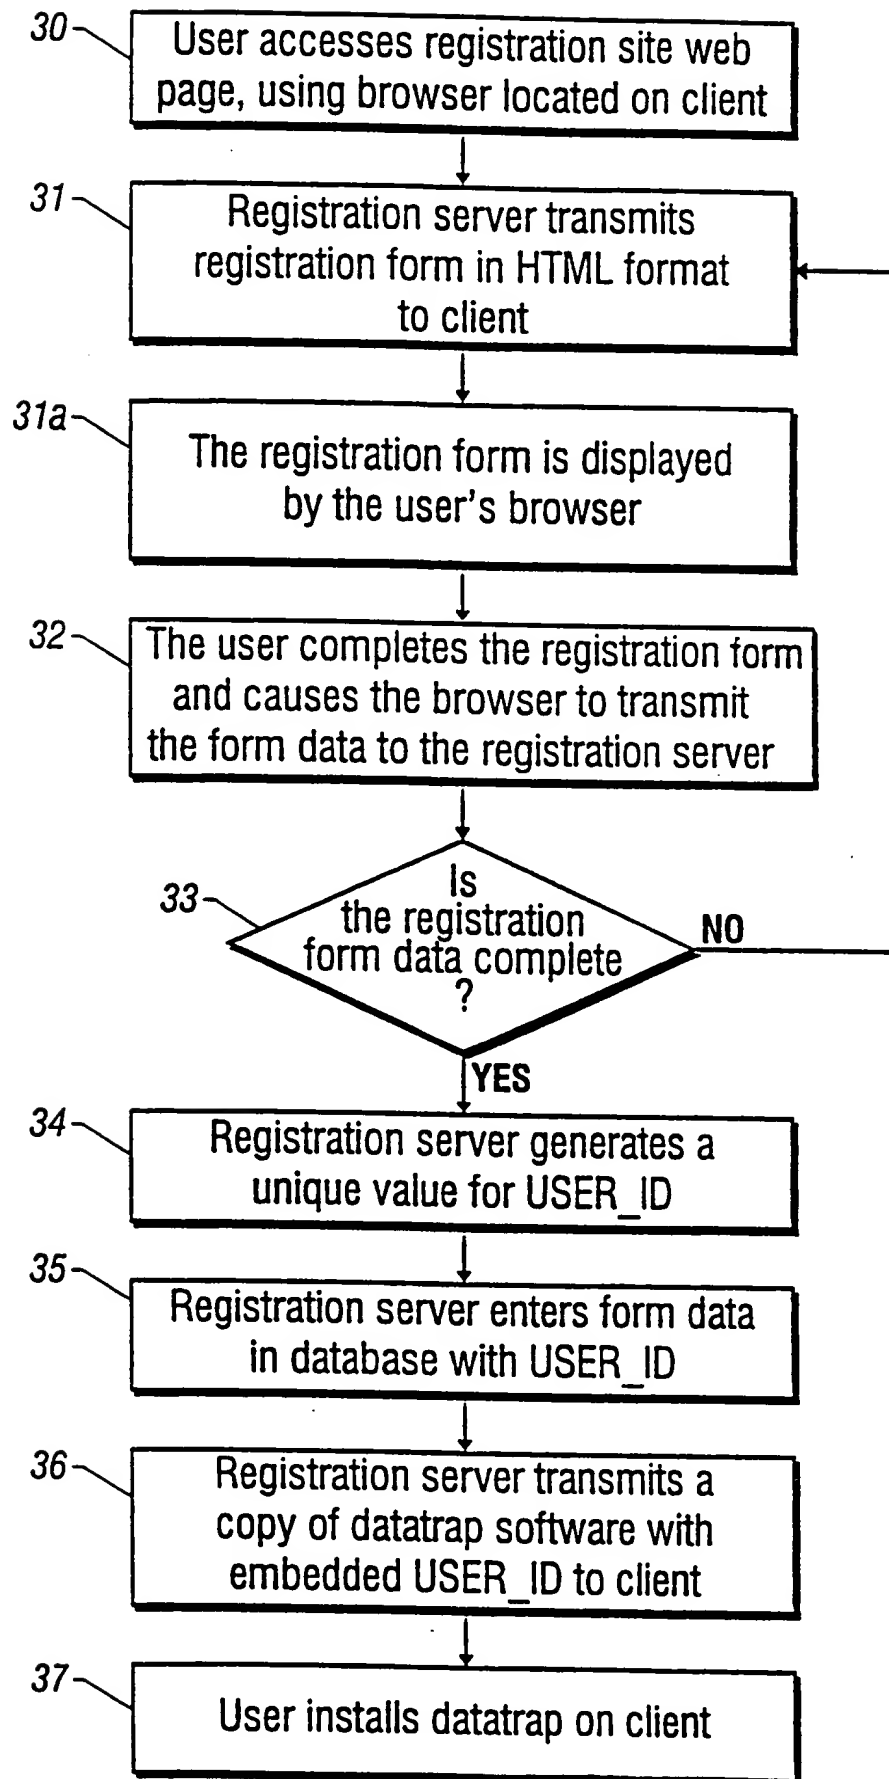 30
User accesses registration site web
page, using browser located on client
31
Registration server transmits
registration form in HTML format
to client
31a
The registration form is displayed
by the user's browser
32
The user completes the registration form
and causes the browser to transmit
the form data to the registration server
33
Is
the registration
form data complete
?
NO
YES
34
Registration server generates a
unique value for USER_ID
35
Registration server enters form data
in database with USER_ID
36
Registration server transmits a
copy of datatrap software with
embedded USER_ID to client
37
User installs datatrap on client